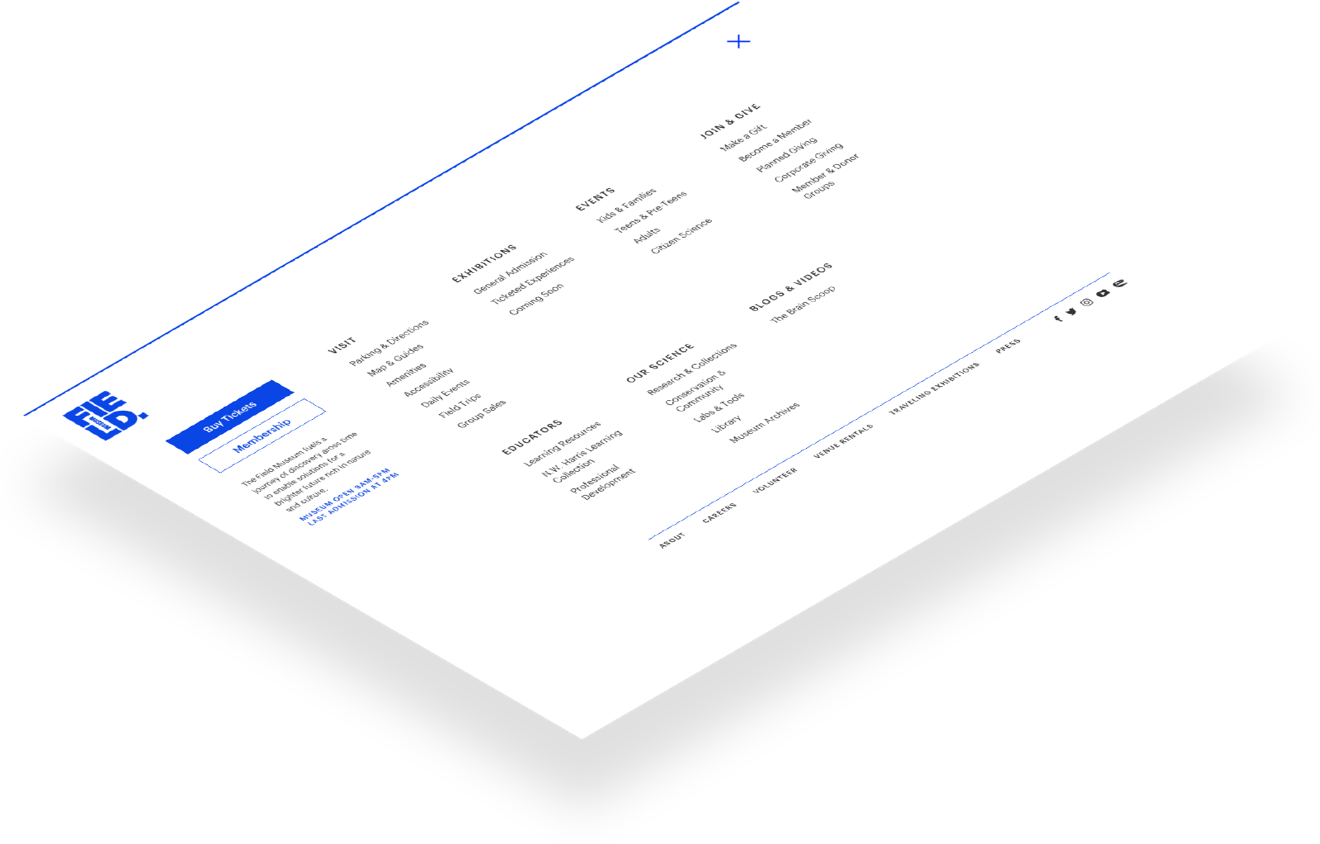 FIELD.
MUSEUM
Buy Tickets
Membership
The Field Museum fuels a
journey of discovery across time
to enable solutions for a
brighter future rich in nature
and culture.
MUSEUM OPEN 9AM-5PM
LAST ADMISSION AT 4PM
VISIT
Parking & Directions
Map & Guides
Amenities
Accessibility
Daily Events
Field Trips
Group Sales
EXHIBITIONS
General Admission
Ticketed Experiences
Coming Soon
EVENTS
Kids & Families
Teens & Pre Teens
Adults
Citizen Science
JOIN & GIVE
Make a Gift
Become a Member
Planned Giving
Corporate Giving
Member & Donor
Groups
EDUCATORS
Learning Resources
N.W. Harris Learning
Collection
Professional
Development
OUR SCIENCE
Research & Collections
Conservation &
Community
Labs & Tools
Library
Museum Archives
BLOGS & VIDEOS
The Brain Scoop
ABOUT
CAREERS
VOLUNTEER
VENUE RENTALS
TRAVELING EXHIBITIONS
PRESS